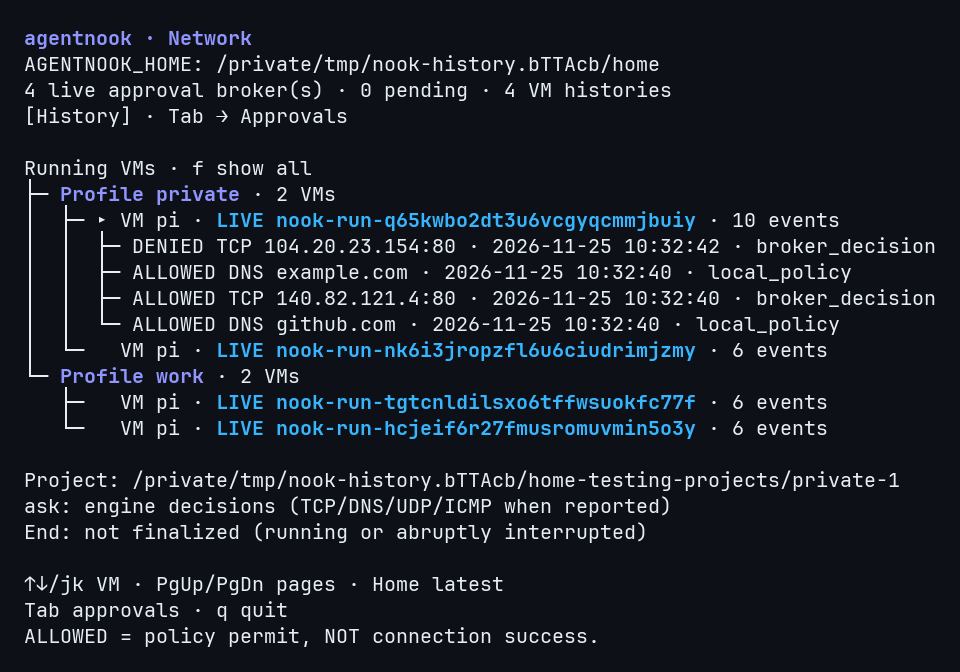 agentnook · Network
AGENTNOOK_HOME: /private/tmp/nook-history.bTTAcb/home
4 live approval broker(s) · 0 pending · 4 VM histories
[History] · Tab → Approvals
Running VMs · f show all
├─ Profile private · 2 VMs
│  ├─ ▸ VM pi · LIVE nook-run-q65kwbo2dt3u6vcgyqcmmjbuiy · 10 events
│  │  ├─ DENIED TCP 104.20.23.154:80 · 2026-11-25 10:32:42 · broker_decision
│  │  ├─ ALLOWED DNS example.com · 2026-11-25 10:32:40 · local_policy
│  │  ├─ ALLOWED TCP 140.82.121.4:80 · 2026-11-25 10:32:40 · broker_decision
│  │  └─ ALLOWED DNS github.com · 2026-11-25 10:32:40 · local_policy
│  └─   VM pi · LIVE nook-run-nk6i3jropzfl6u6ciudrimjzmy · 6 events
└─ Profile work · 2 VMs
   ├─   VM pi · LIVE nook-run-tgtcnldilsxo6tffwsuokfc77f · 6 events
   └─   VM pi · LIVE nook-run-hcjeif6r27fmusromuvmin5o3y · 6 events
Project: /private/tmp/nook-history.bTTAcb/home-testing-projects/private-1
ask: engine decisions (TCP/DNS/UDP/ICMP when reported)
End: not finalized (running or abruptly interrupted)
↑↓/jk VM · PgUp/PgDn pages · Home latest
Tab approvals · q quit
ALLOWED = policy permit, NOT connection success.